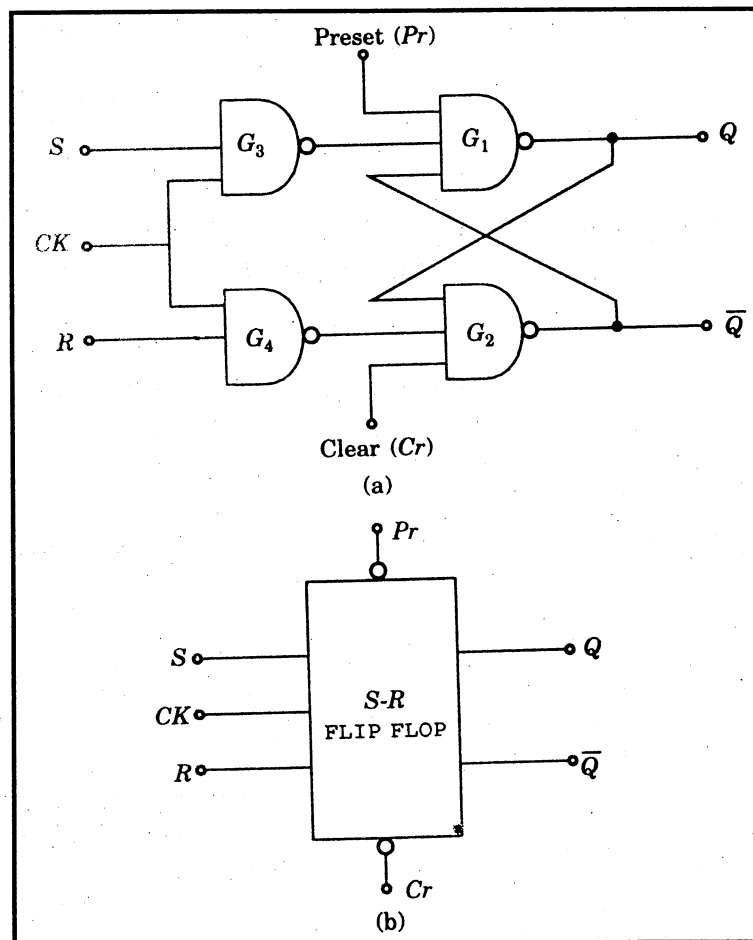 Preset (Pr)
S
G₃
G₁
Q
CK
R
G₄
G₂
Q̅
Clear (Cr)
(a)
Pr
S
Q
CK
S-R
FLIP FLOP
R
Q̅
Cr
(b)